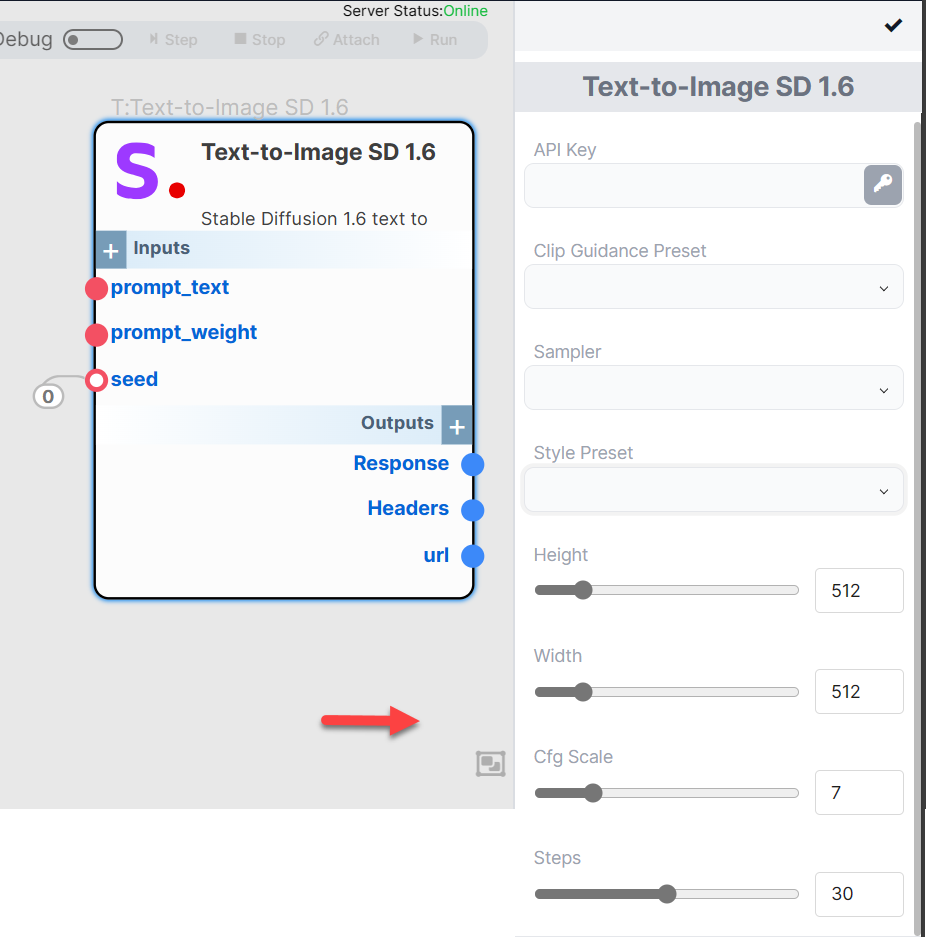 Server Status:Online
Debug
Step
Stop
Attach
Run
T:Text-to-Image SD 1.6
S.
Text-to-Image SD 1.6
Stable Diffusion 1.6 text to
+ Inputs
prompt_text
prompt_weight
seed
0
Outputs +
Response
Headers
url
Text-to-Image SD 1.6
API Key
Clip Guidance Preset
Sampler
Style Preset
Height
512
Width
512
Cfg Scale
7
Steps
30